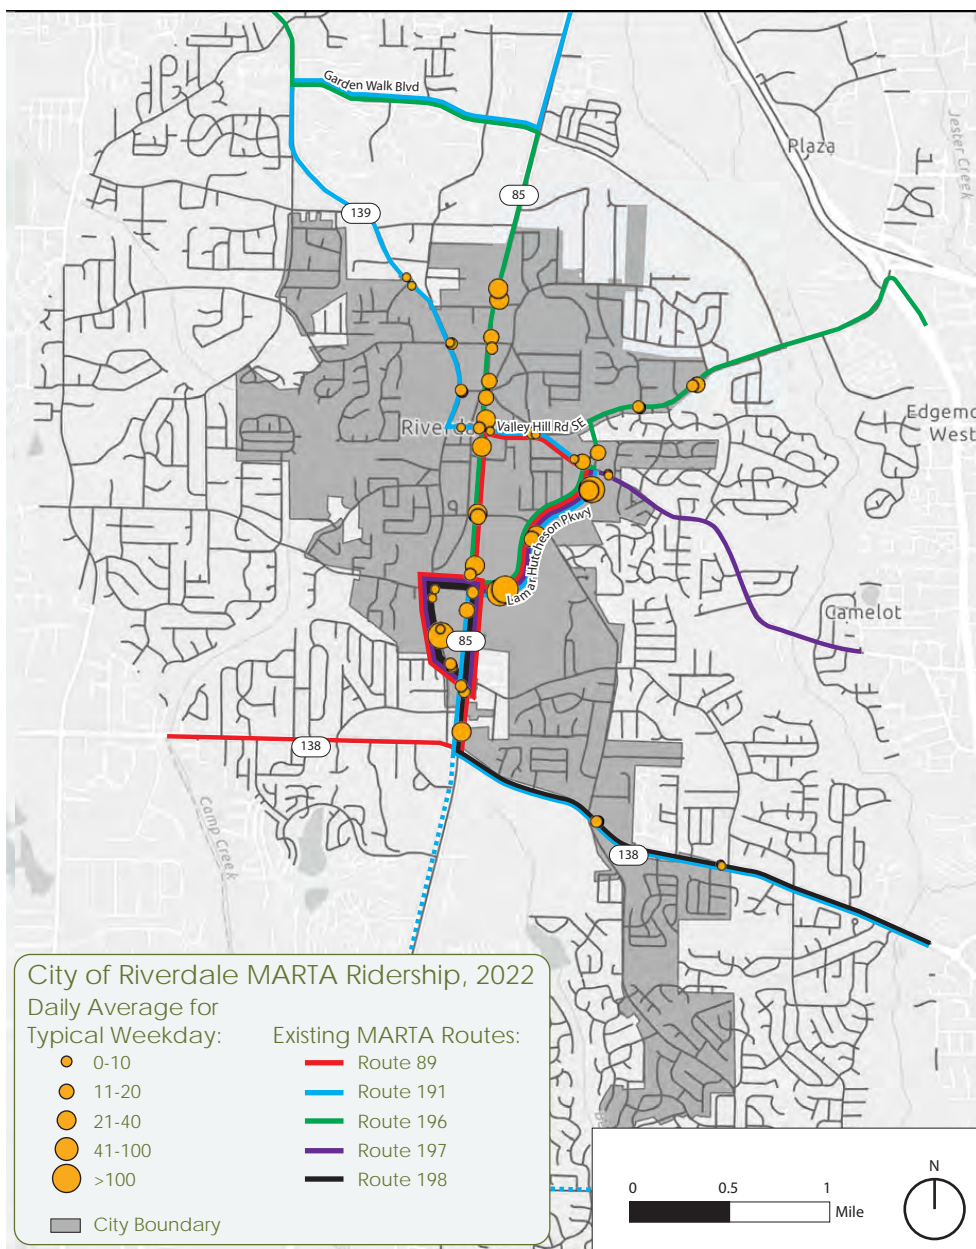 Garden Walk Blvd
Plaza
Jester Creek
85
139
Valley Hill Rd SE
Edgemo
West
Lamar Hutcheson Pkwy
Camelot
85
138
Camp Creek
138
City of Riverdale MARTA Ridership, 2022
Daily Average for
Typical Weekday:
0-10
11-20
21-40
41-100
>100
City Boundary
Existing MARTA Routes:
Route 89
Route 191
Route 196
Route 197
Route 198
0
0.5
1
Mile
N